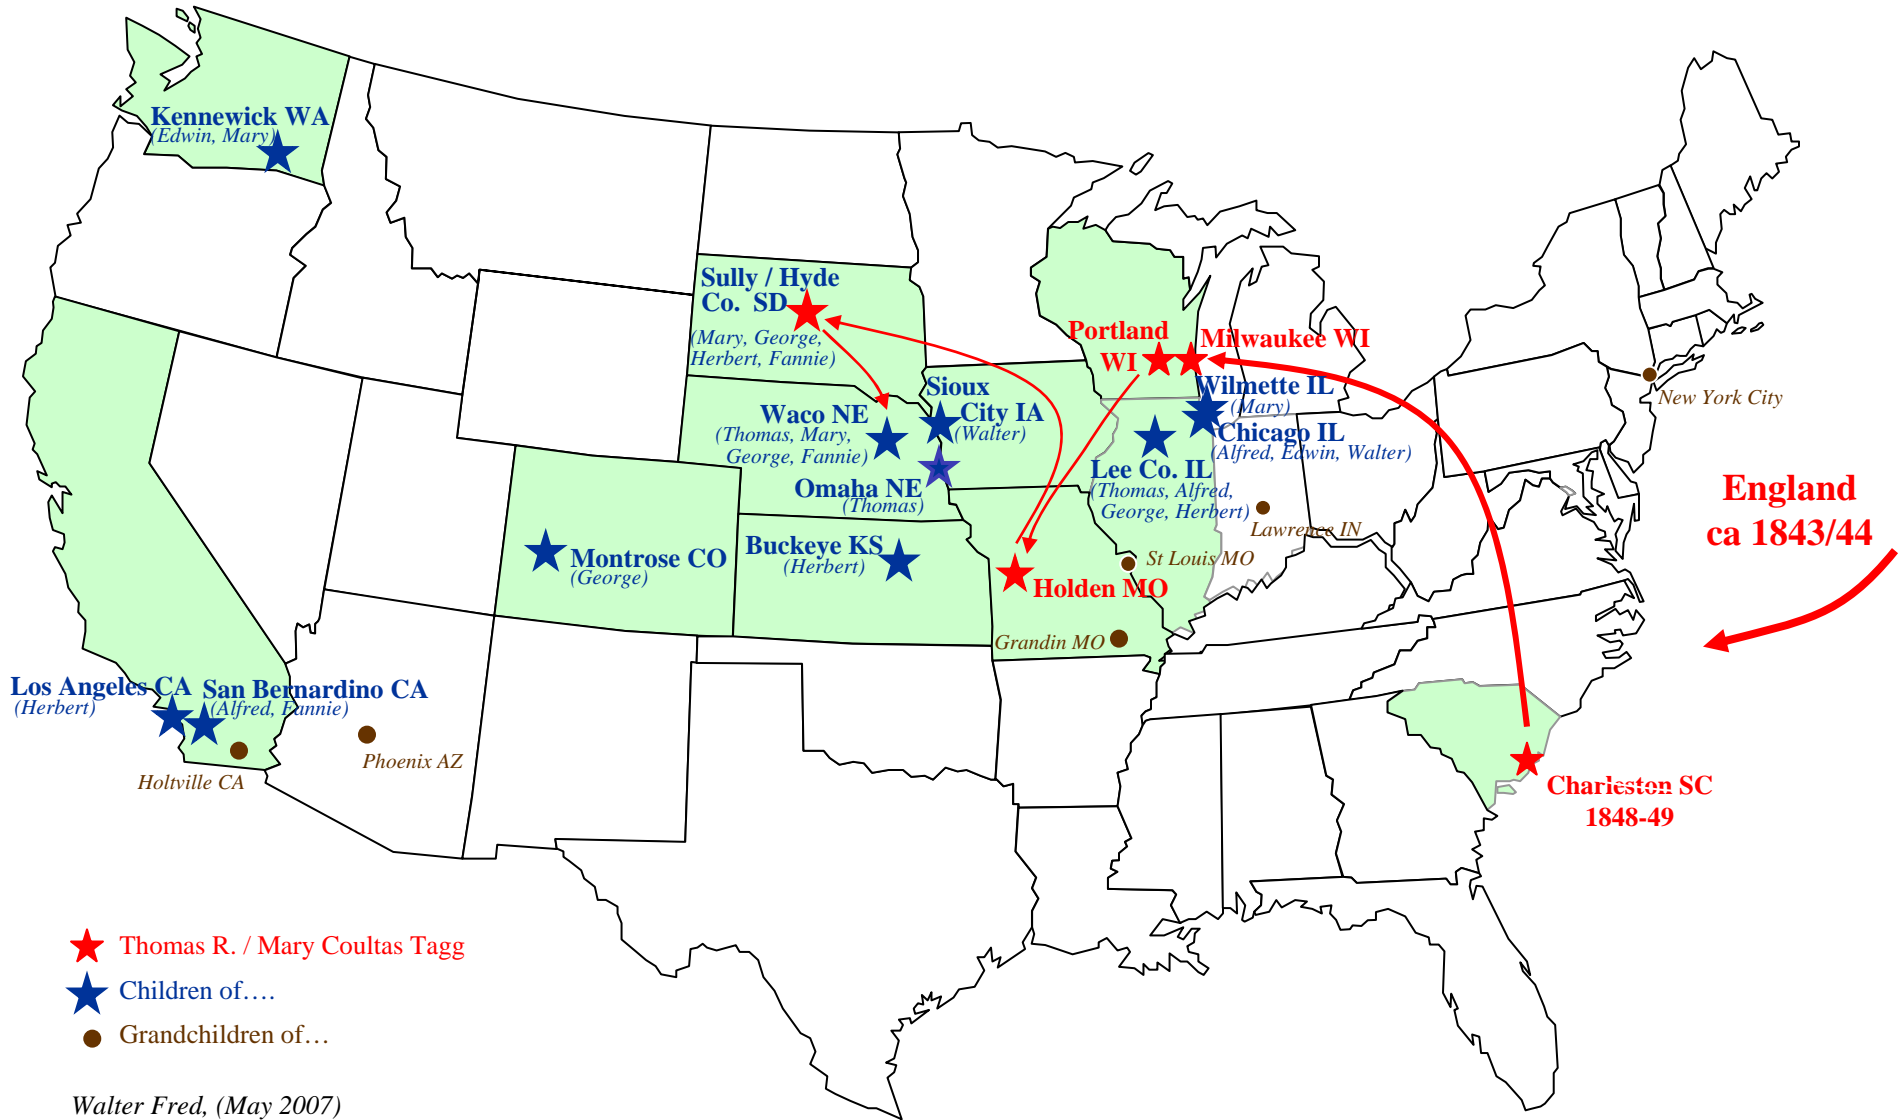 Kennewick WA
(Edwin, Mary)
Sully / Hyde
Co. SD
(Mary, George,
Herbert, Fannie)
Portland
WI
Milwaukee WI
Wilmette IL
(Mary)
Chicago IL
(Alfred, Edwin, Walter)
New York City
Sioux
City IA
(Walter)
Waco NE
(Thomas, Mary,
George, Fannie)
Omaha NE
(Thomas)
Lee Co. IL
(Thomas, Alfred,
George, Herbert)
Lawrence IN
England
ca 1843/44
Montrose CO
(George)
Buckeye KS
(Herbert)
St Louis MO
Holden MO
Grandin MO
Los Angeles CA
(Herbert)
San Bernardino CA
(Alfred, Fannie)
Phoenix AZ
Holtville CA
Charleston SC
1848-49
Thomas R. / Mary Coultas Tagg
Children of….
Grandchildren of…
Walter Fred, (May 2007)